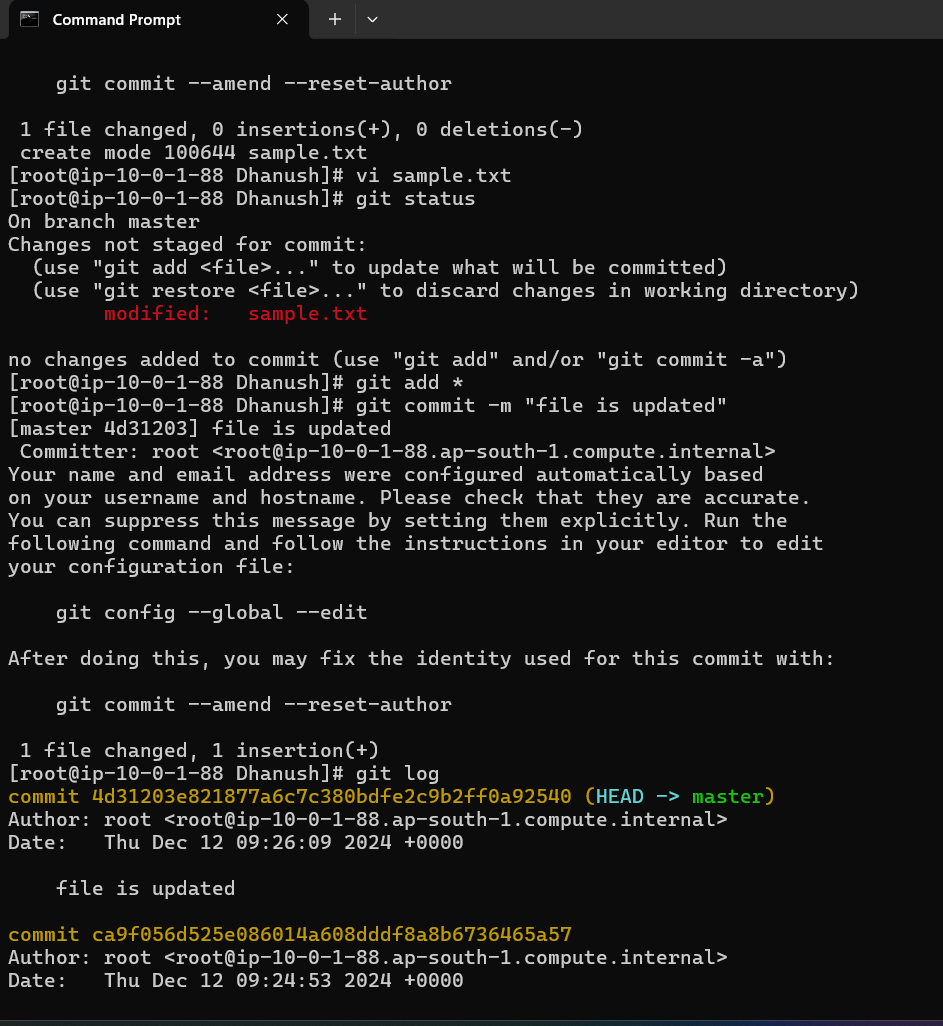 Command Prompt
git commit --amend --reset-author
1 file changed, 0 insertions(+), 0 deletions(-)
create mode 100644 sample.txt
[root@ip-10-0-1-88 Dhanush]# vi sample.txt
[root@ip-10-0-1-88 Dhanush]# git status
On branch master
Changes not staged for commit:
(use "git add <file>..." to update what will be committed)
(use "git restore <file>..." to discard changes in working directory)
modified:   sample.txt
no changes added to commit (use "git add" and/or "git commit -a")
[root@ip-10-0-1-88 Dhanush]# git add *
[root@ip-10-0-1-88 Dhanush]# git commit -m "file is updated"
[master 4d31203] file is updated
Committer: root <root@ip-10-0-1-88.ap-south-1.compute.internal>
Your name and email address were configured automatically based
on your username and hostname. Please check that they are accurate.
You can suppress this message by setting them explicitly. Run the
following command and follow the instructions in your editor to edit
your configuration file:
git config --global --edit
After doing this, you may fix the identity used for this commit with:
git commit --amend --reset-author
1 file changed, 1 insertion(+)
[root@ip-10-0-1-88 Dhanush]# git log
commit 4d31203e821877a6c7c380bdfe2c9b2ff0a92540 (HEAD -> master)
Author: root <root@ip-10-0-1-88.ap-south-1.compute.internal>
Date:   Thu Dec 12 09:26:09 2024 +0000
file is updated
commit ca9f056d525e086014a608dddf8a8b6736465a57
Author: root <root@ip-10-0-1-88.ap-south-1.compute.internal>
Date:   Thu Dec 12 09:24:53 2024 +0000